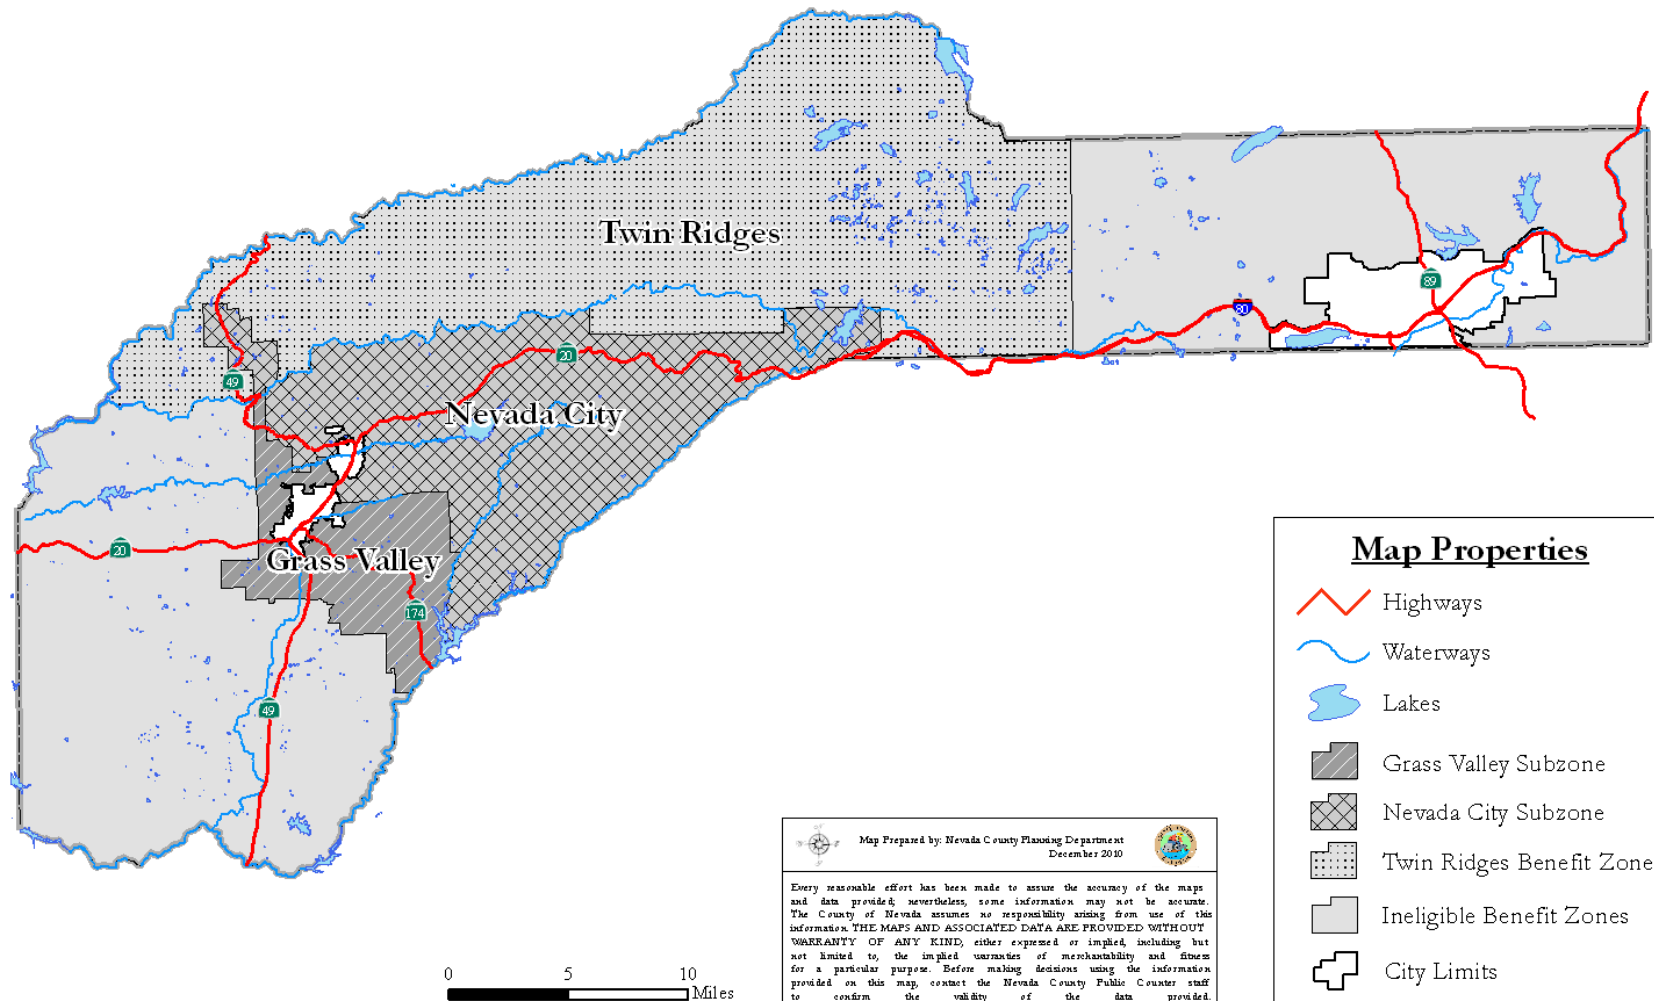 Twin Ridges
89
80
20
49
Nevada City
20
Grass Valley
174
49
Map Properties
Highways
Waterways
Lakes
Grass Valley Subzone
Nevada City Subzone
Twin Ridges Benefit Zone
Ineligible Benefit Zones
City Limits
Map Prepared by: Nevada County Planning Department
December 2010
Every reasonable effort has been made to assure the accuracy of the maps
and data provided; nevertheless, some information may not be accurate.
The County of Nevada assumes no responsibility arising from use of this
information. THE MAPS AND ASSOCIATED DATA ARE PROVIDED WITHOUT
WARRANTY OF ANY KIND, either expressed or implied, including but
not limited to, the implied warranties of merchantability and fitness
for a particular purpose. Before making decisions using the information
provided on this map, contact the Nevada County Public Counter staff
to confirm the validity of the data provided.
0 5 10
Miles